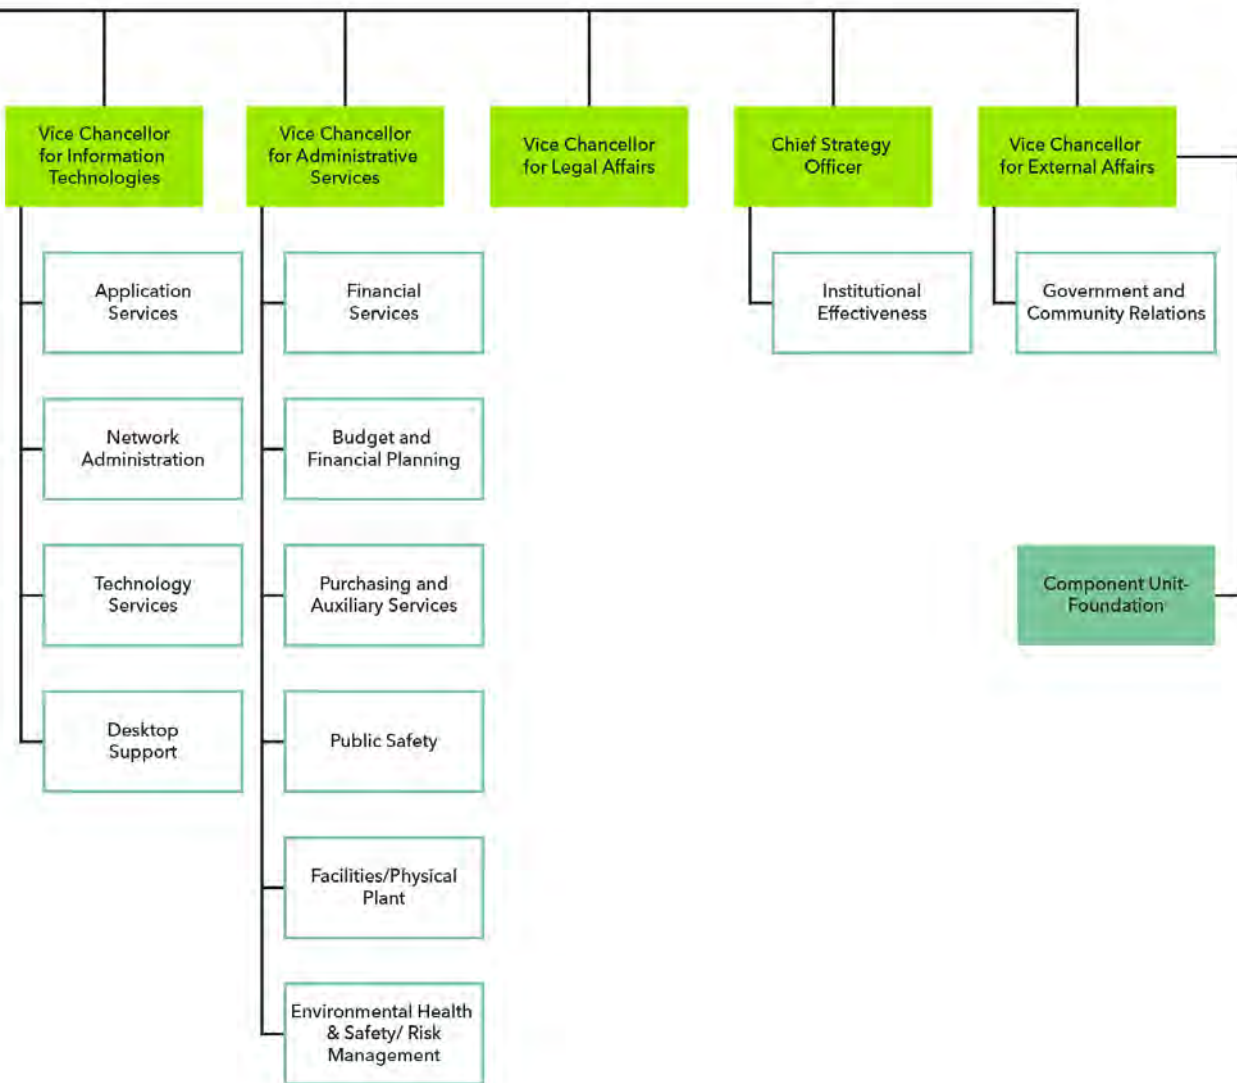 Vice Chancellor
for Information
Technologies
Vice Chancellor
for Administrative
Services
Vice Chancellor
for Legal Affairs
Chief Strategy
Officer
Vice Chancellor
for External Affairs
Application
Services
Financial
Services
Institutional
Effectiveness
Government and
Community Relations
Network
Administration
Budget and
Financial Planning
Technology
Services
Purchasing and
Auxiliary Services
Component Unit-
Foundation
Desktop
Support
Public Safety
Facilities/Physical
Plant
Environmental Health
& Safety/ Risk
Management